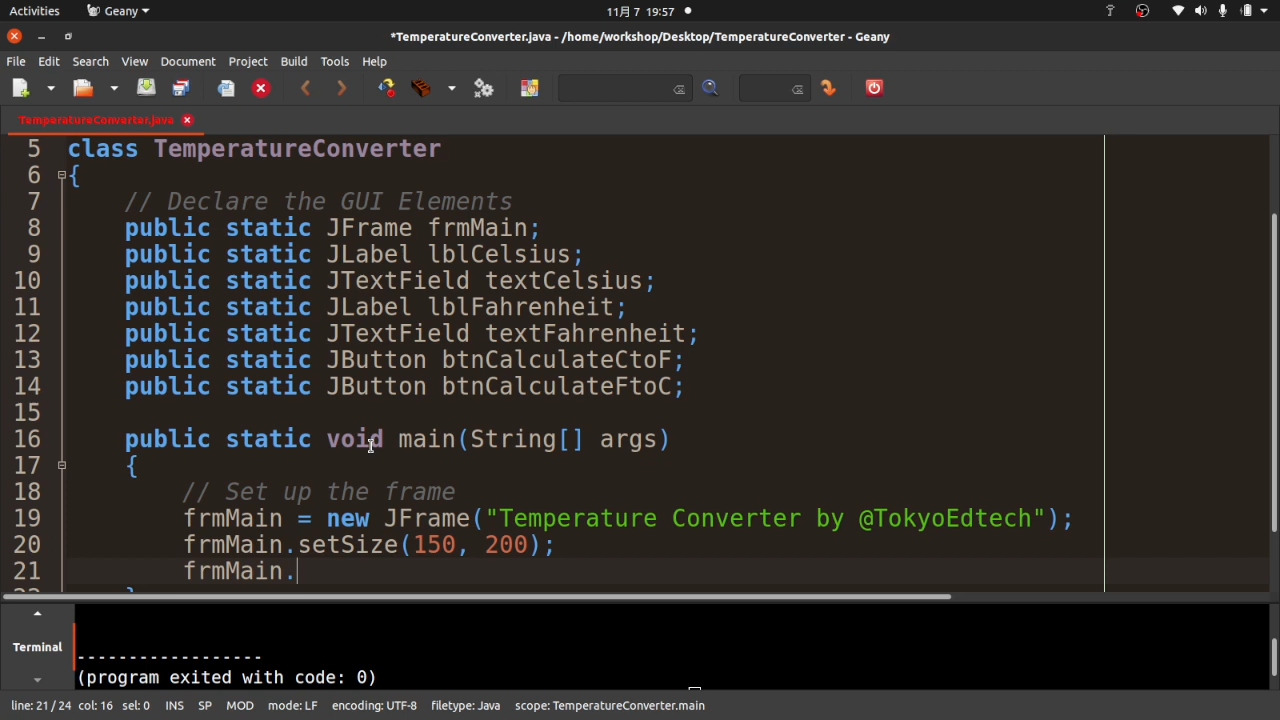 Activities Geany 11月 7 19:57
*TemperatureConverter.java - /home/workshop/Desktop/TemperatureConverter - Geany
File Edit Search View Document Project Build Tools Help
TemperatureConverter.java
5 class TemperatureConverter
6 {
7 // Declare the GUI Elements
8 public static JFrame frmMain;
9 public static JLabel lblCelsius;
10 public static JTextField textCelsius;
11 public static JLabel lblFahrenheit;
12 public static JTextField textFahrenheit;
13 public static JButton btnCalculateCtoF;
14 public static JButton btnCalculateFtoC;
15
16 public static void main(String[] args)
17 {
18 // Set up the frame
19 frmMain = new JFrame("Temperature Converter by @TokyoEdtech");
20 frmMain.setSize(150, 200);
21 frmMain.
22 }
Terminal
------------------
(program exited with code: 0)
line: 21 / 24 col: 16 sel: 0 INS SP MOD mode: LF encoding: UTF-8 filetype: Java scope: TemperatureConverter.main